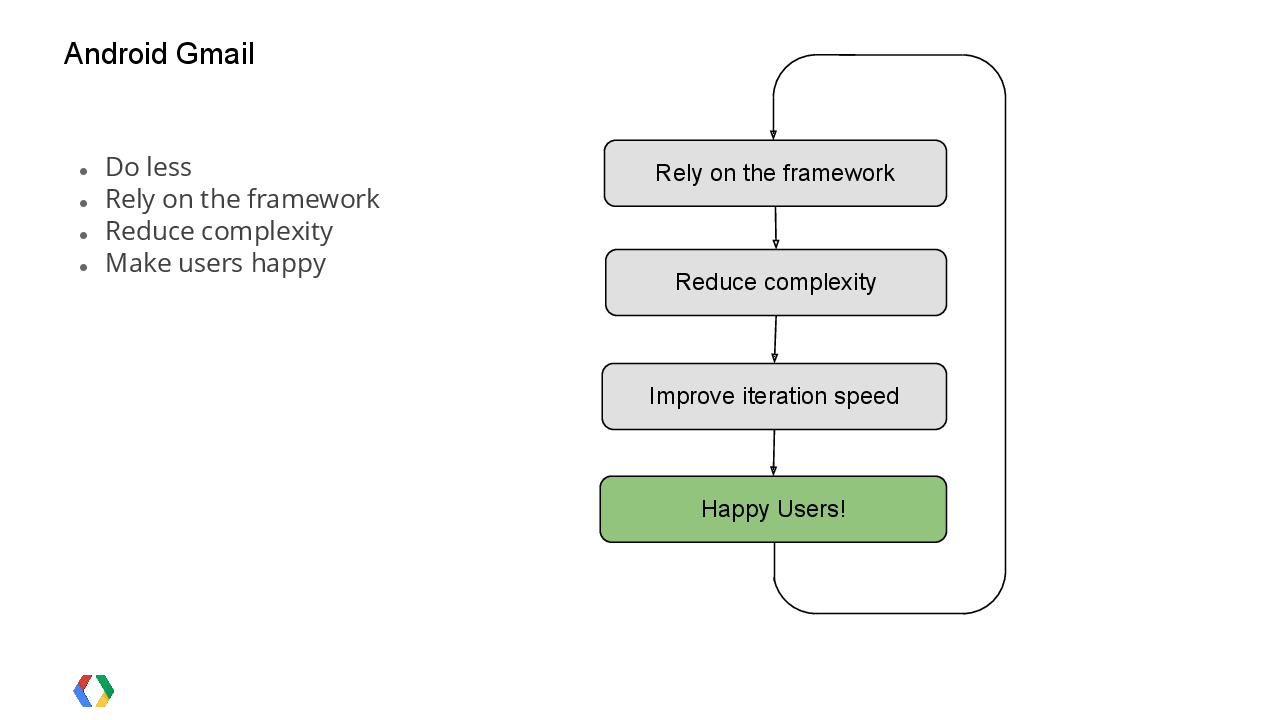 Android Gmail
Do less
Rely on the framework
Reduce complexity
Make users happy
Rely on the framework
Reduce complexity
Improve iteration speed
Happy Users!